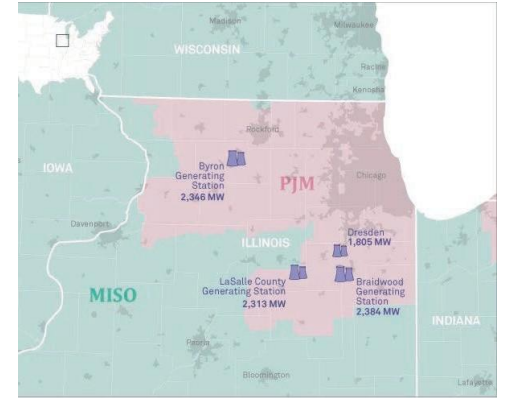 Madison
Milwaukee
WISCONSIN
Racine
Kenosha
Rockford
IOWA
Byron
Generating
Station
2,346 MW
PJM
Chicago
Davenport
ILLINOIS
Dresden
1,805 MW
LaSalle County
Generating Station
2,313 MW
Braidwood
Generating
Station
2,384 MW
MISO
INDIANA
Peoria
Bloomington
Lafayette